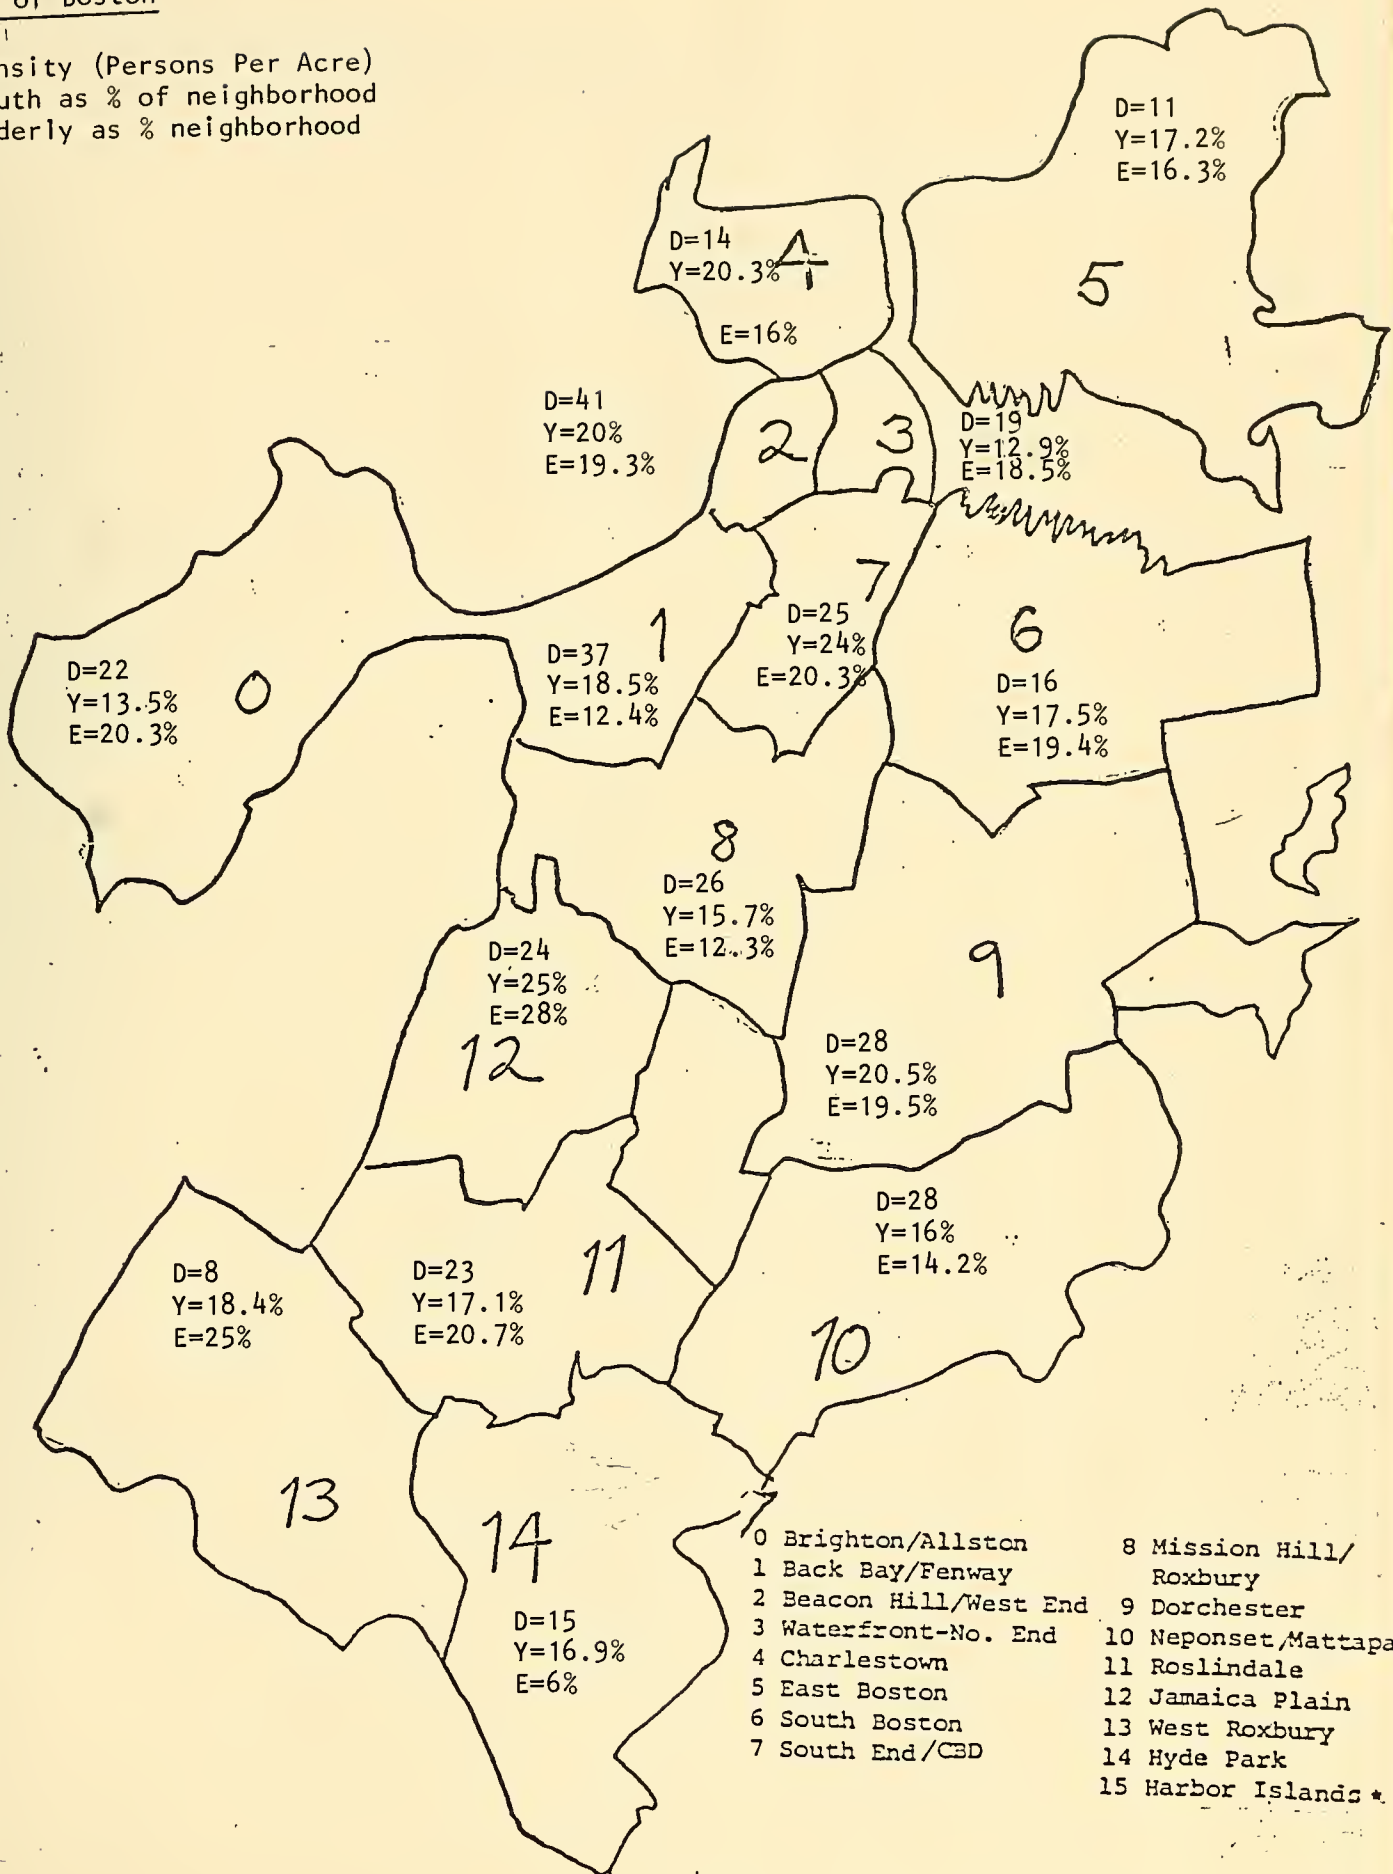 of Boston
nsity (Persons Per Acre)
uth as % of neighborhood
derly as % neighborhood
D=11
Y=17.2%
E=16.3%
5
D=14
Y=20.3%
4
E=16%
D=41
Y=20%
E=19.3%
2
3
D=19
Y=12.9%
E=18.5%
7
D=25
Y=24%
E=20.3%
1
D=37
Y=18.5%
E=12.4%
6
D=16
Y=17.5%
E=19.4%
D=22
Y=13.5%
E=20.3%
0
8
D=26
Y=15.7%
E=12.3%
D=24
Y=25%
E=28%
12
9
D=28
Y=20.5%
E=19.5%
D=28
Y=16%
E=14.2%
10
11
D=23
Y=17.1%
E=20.7%
D=8
Y=18.4%
E=25%
13
14
D=15
Y=16.9%
E=6%
0 Brighton/Allston
1 Back Bay/Fenway
2 Beacon Hill/West End
3 Waterfront-No. End
4 Charlestown
5 East Boston
6 South Boston
7 South End/CBD
8 Mission Hill/
Roxbury
9 Dorchester
10 Neponset/Mattapa
11 Roslindale
12 Jamaica Plain
13 West Roxbury
14 Hyde Park
15 Harbor Islands *